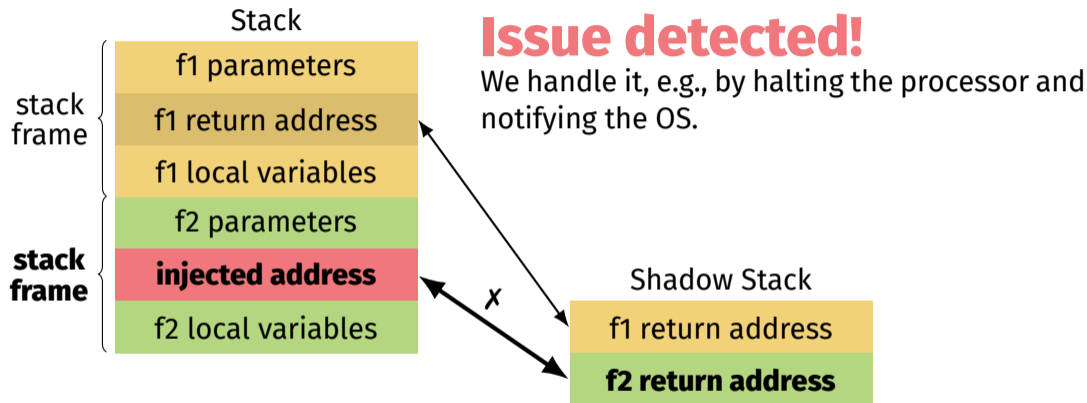 Stack
Issue detected!
We handle it, e.g., by halting the processor and
notifying the OS.
stack
frame
f1 parameters
f1 return address
f1 local variables
stack
frame
f2 parameters
injected address
f2 local variables
✗
Shadow Stack
f1 return address
f2 return address